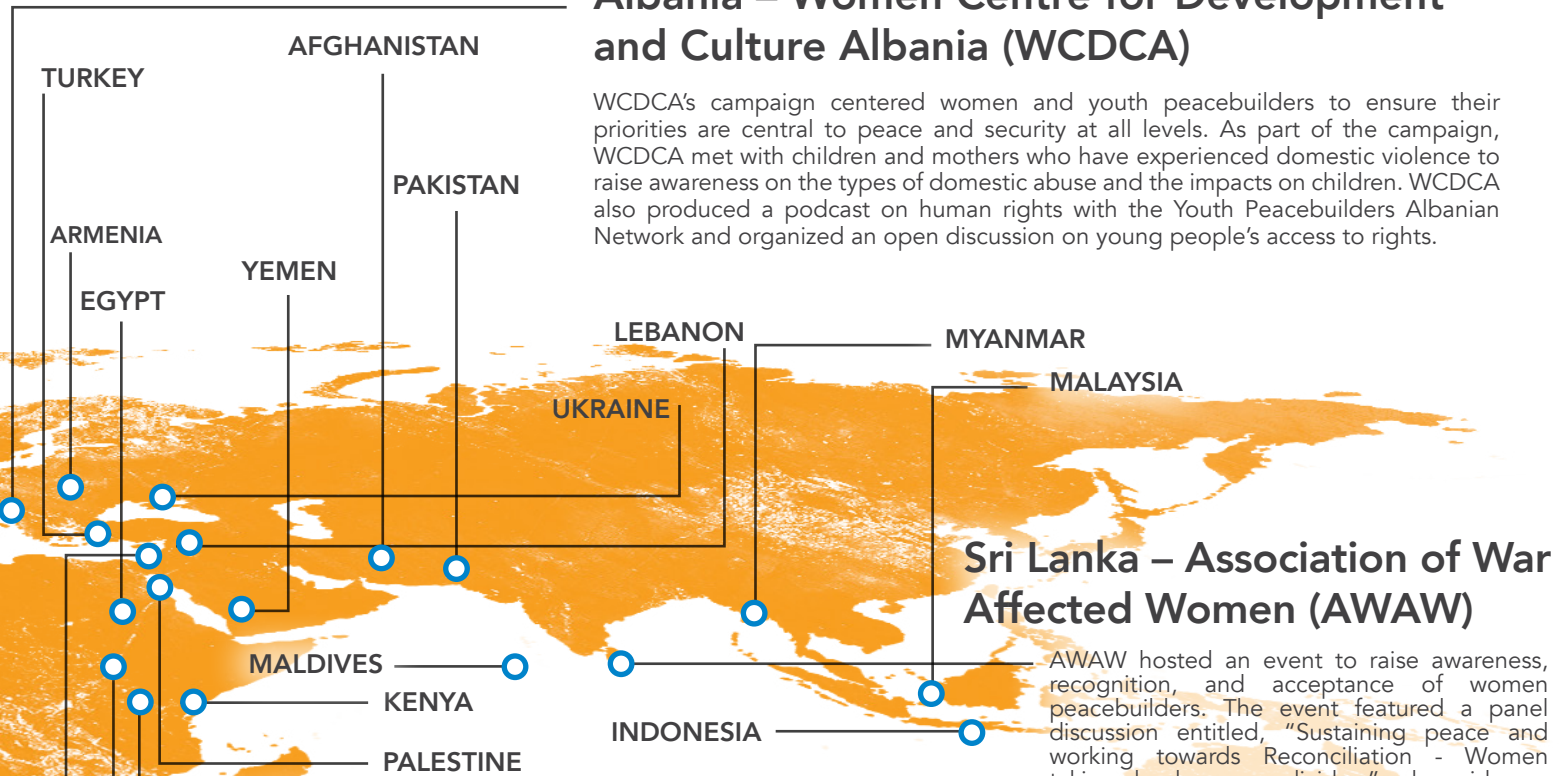 Albania – Women Centre for Development
and Culture Albania (WCDCA)
WCDCA's campaign centered women and youth peacebuilders to ensure their
priorities are central to peace and security at all levels. As part of the campaign,
WCDCA met with children and mothers who have experienced domestic violence to
raise awareness on the types of domestic abuse and the impacts on children. WCDCA
also produced a podcast on human rights with the Youth Peacebuilders Albanian
Network and organized an open discussion on young people's access to rights.
AFGHANISTAN
TURKEY
PAKISTAN
ARMENIA
YEMEN
EGYPT
LEBANON
MYANMAR
MALAYSIA
UKRAINE
Sri Lanka – Association of War
Affected Women (AWAW)
AWAW hosted an event to raise awareness,
recognition, and acceptance of women
peacebuilders. The event featured a panel
discussion entitled, "Sustaining peace and
working towards Reconciliation - Women
MALDIVES
KENYA
INDONESIA
PALESTINE